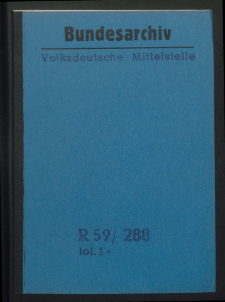 Bundesarchiv
Volksdeutsche Mittelstelle
R 59/ 288
fol. 1 -